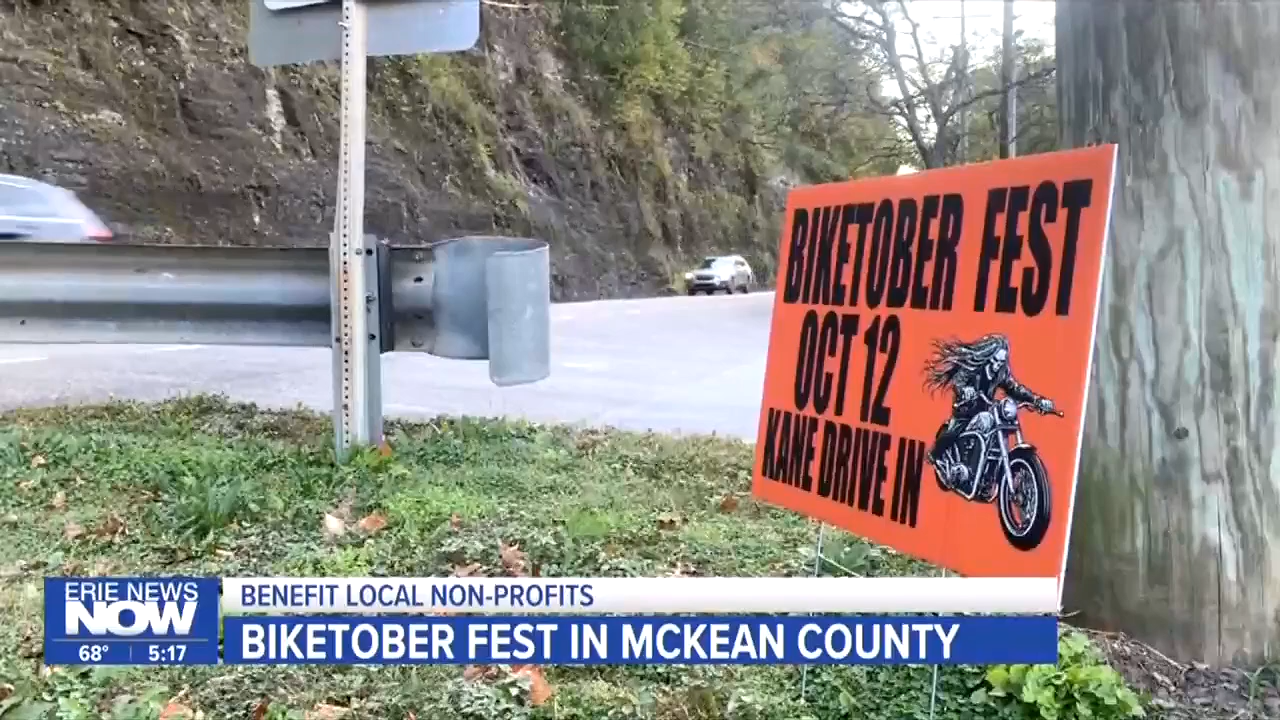 BIKETOBER FEST
OCT 12
KANE DRIVE IN
ERIE NEWS
NOW
68° 5:17
BENEFIT LOCAL NON-PROFITS
BIKETOBER FEST IN MCKEAN COUNTY